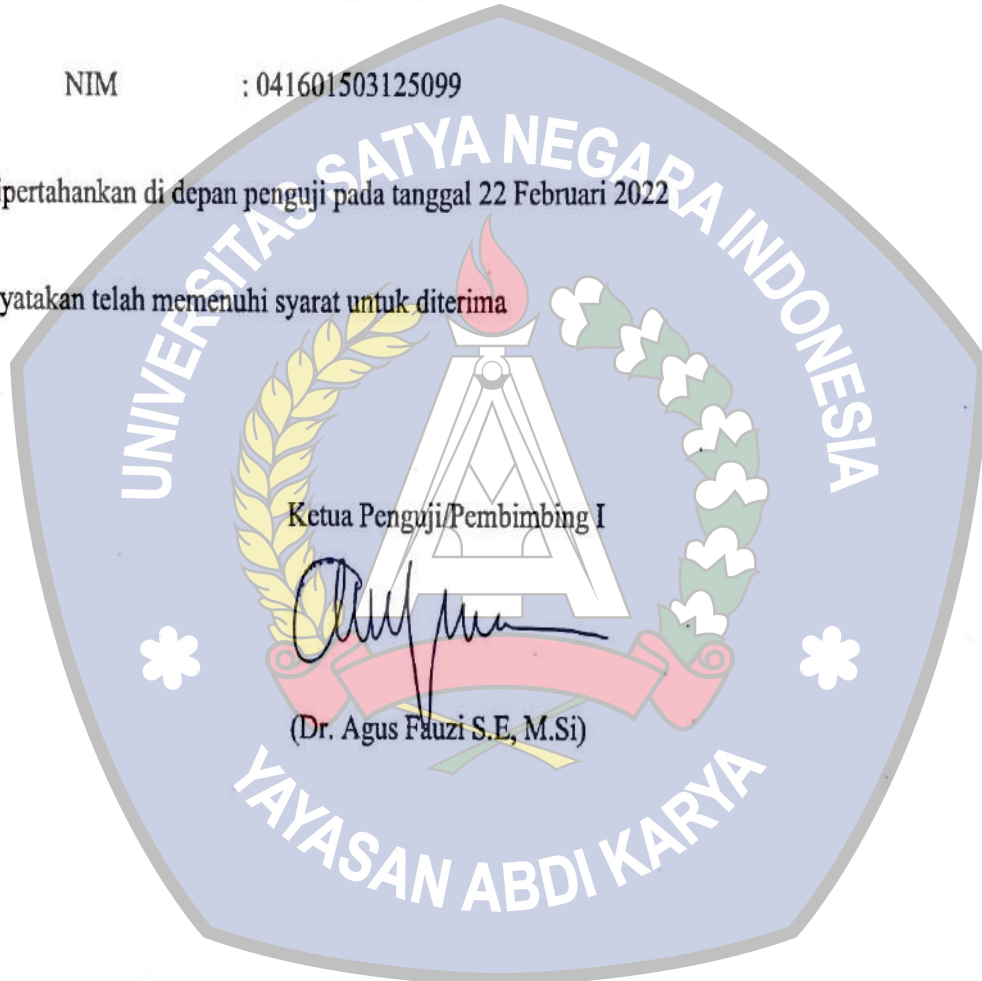 NIM : 041601503125099
ipertahankan di depan penguji pada tanggal 22 Februari 2022
yatakan telah memenuhi syarat untuk diterima
UNIVERSITAS SATYA NEGARA INDONESIA
Ketua Penguji/Pembimbing I
(Dr. Agus Fauzi S.E, M.Si)
YAYASAN ABDI KARYA